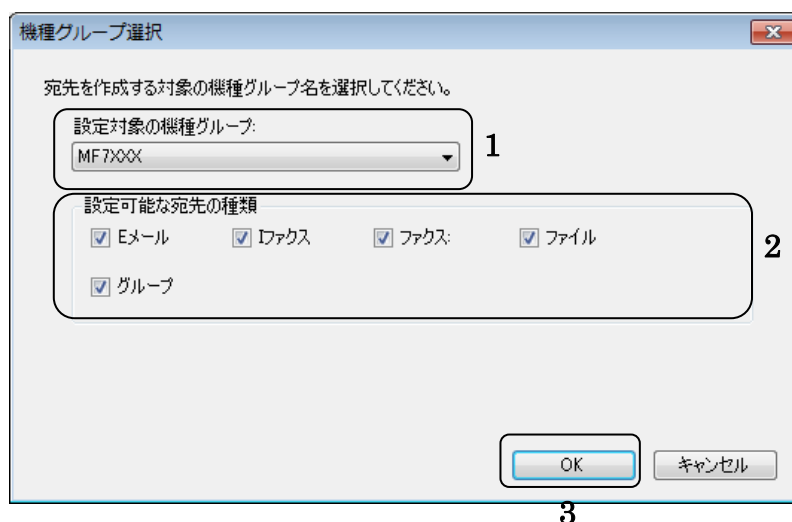 機種グループ選択
宛先を作成する対象の機種グループ名を選択してください。
設定対象の機種グループ:
MF7XXX
1
設定可能な宛先の種類
Eメール Iファクス ファクス: ファイル
2
グループ
OK キャンセル
3